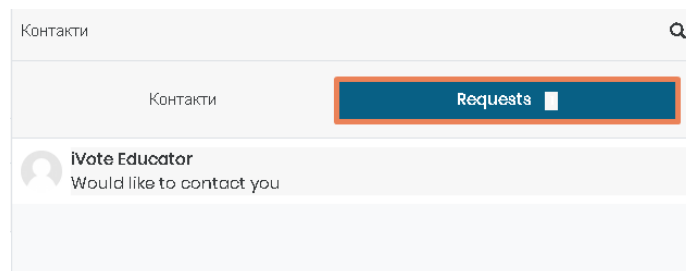 Контакти
Контакти
Requests
iVote Educator
Would like to contact you